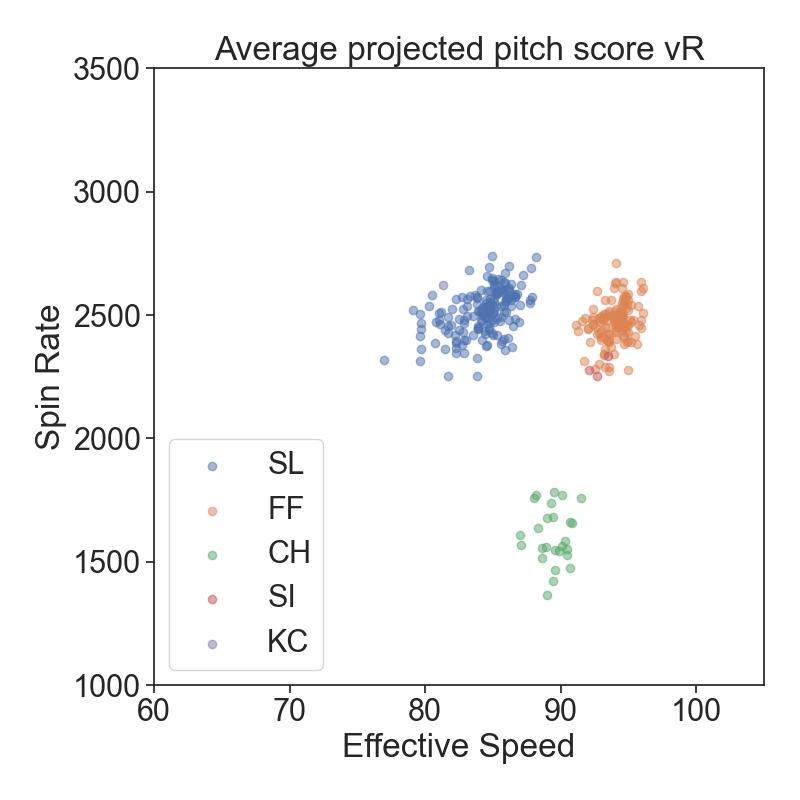 Average projected pitch score vR
3500
3000
2500
2000
1500
1000
Spin Rate
SL
FF
CH
SI
KC
60 70 80 90 100
Effective Speed